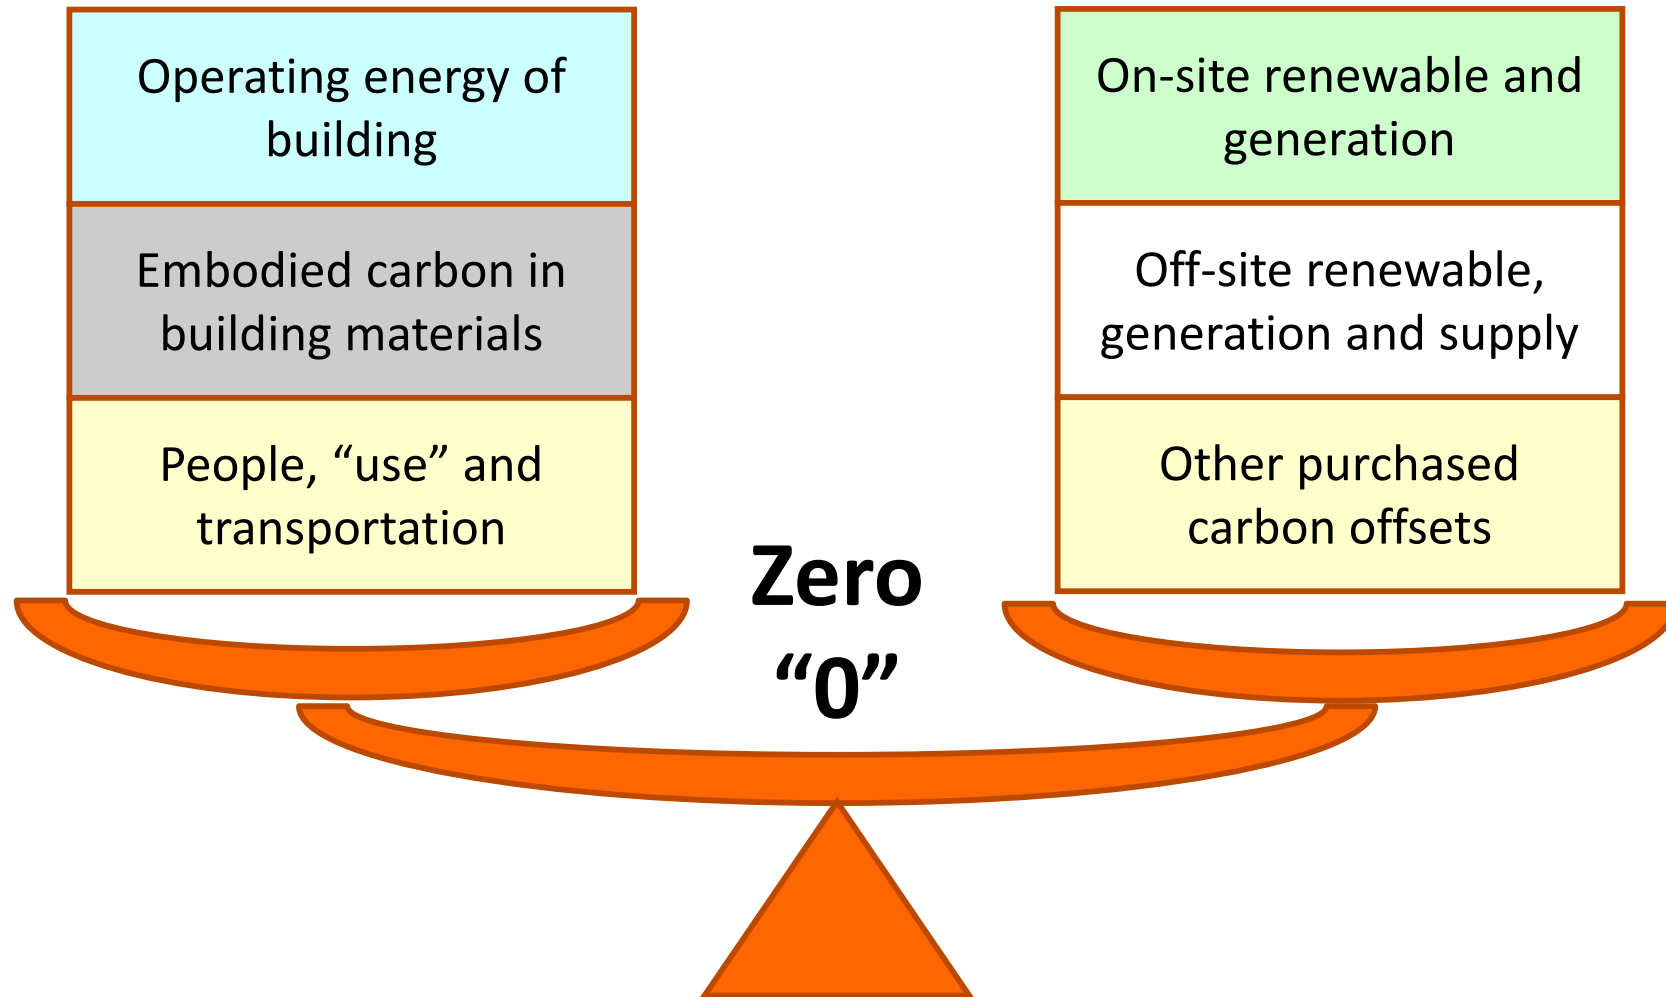 Operating energy of
building
Embodied carbon in
building materials
People, “use” and
transportation
Zero
“0”
On-site renewable and
generation
Off-site renewable,
generation and supply
Other purchased
carbon offsets